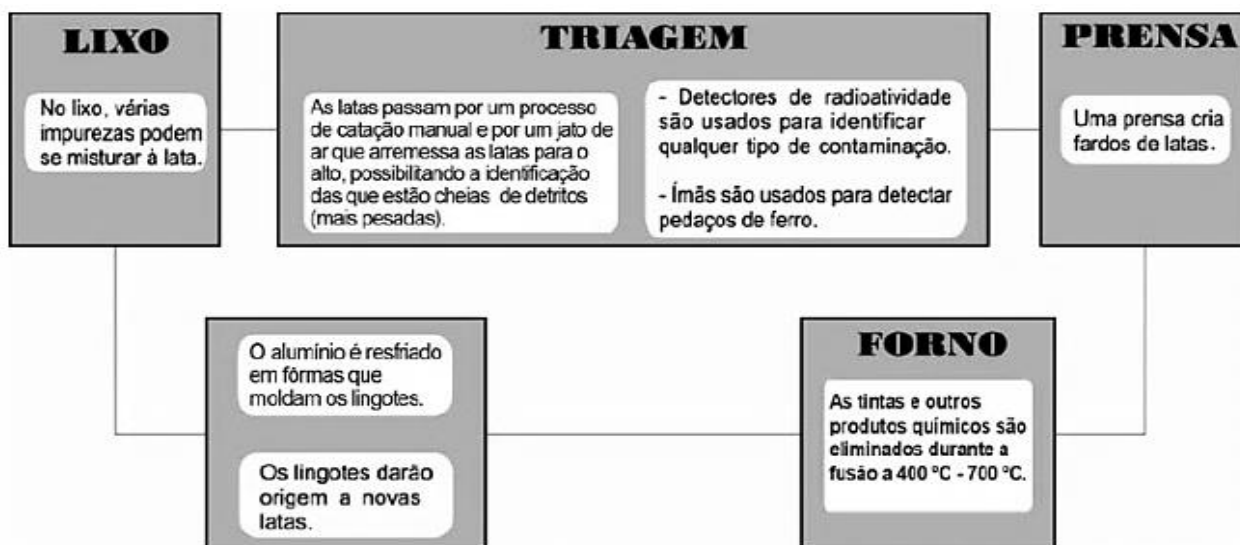 LIXO
No lixo, várias
impurezas podem
se misturar à lata.
TRIAGEM
As latas passam por um processo
de catação manual e por um jato de
ar que arremessa as latas para o
alto, possibilitando a identificação
das que estão cheias de detritos
(mais pesadas).
- Detectores de radioatividade
são usados para identificar
qualquer tipo de contaminação.
- Ímãs são usados para detectar
pedaços de ferro.
PRENSA
Uma prensa cria
fardos de latas.
O alumínio é resfriado
em fôrmas que
moldam os lingotes.
Os lingotes darão
origem a novas
latas.
FORNO
As tintas e outros
produtos químicos são
eliminados durante a
fusão a 400 ºC - 700 ºC.